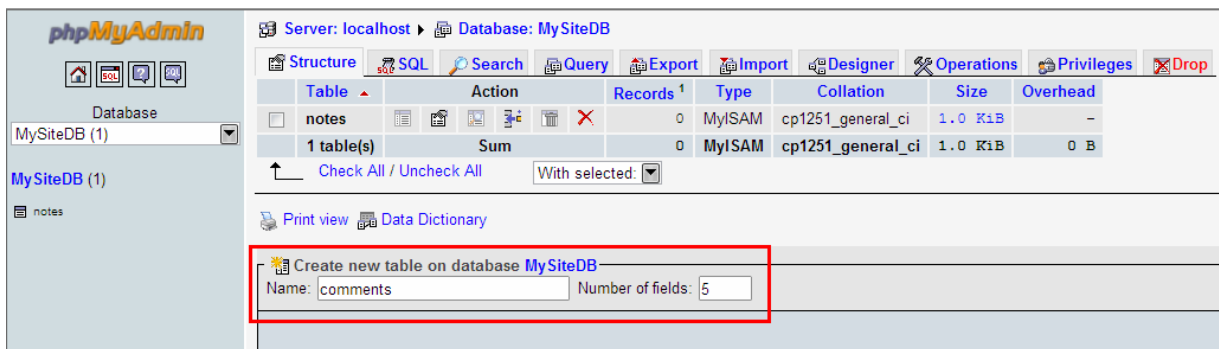 phpMyAdmin
Database
MySiteDB (1)
MySiteDB (1)
notes
Server: localhost Database: MySiteDB
Structure SQL Search Query Export Import Designer Operations Privileges Drop
Table Action Records 1 Type Collation Size Overhead
notes 0 MyISAM cp1251_general_ci 1.0 KiB –
1 table(s) Sum 0 MyISAM cp1251_general_ci 1.0 KiB 0 B
Check All / Uncheck All With selected:
Print view Data Dictionary
Create new table on database MySiteDB
Name: comments Number of fields: 5